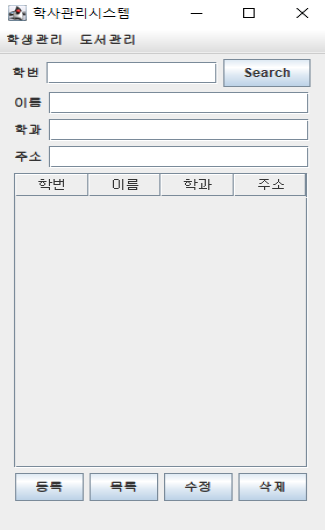 학사관리시스템
학생관리 도서관리
학번 Search
이름
학과
주소
학번 이름 학과 주소
등록 목록 수정 삭제